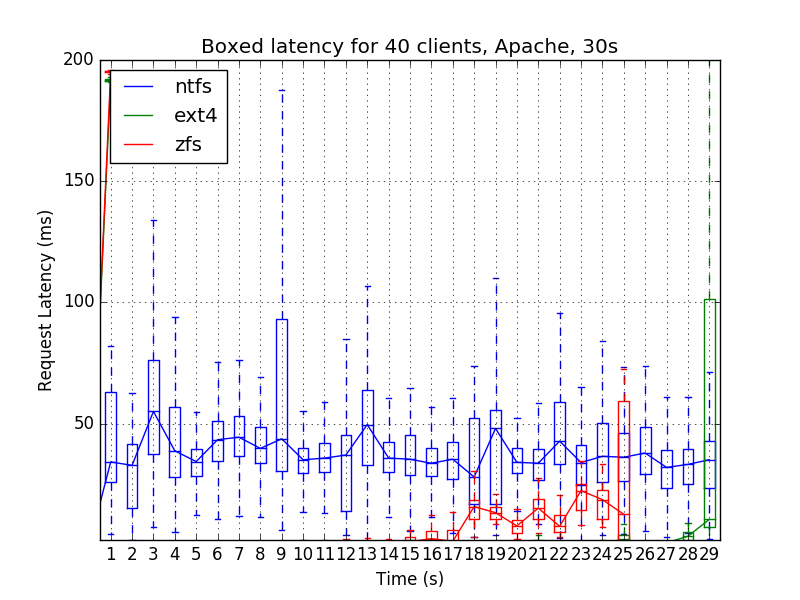 Boxed latency for 40 clients, Apache, 30s
200
150
100
50
Request Latency (ms)
ntfs
ext4
zfs
1 2 3 4 5 6 7 8 9 10 11 12 13 14 15 16 17 18 19 20 21 22 23 24 25 26 27 28 29
Time (s)